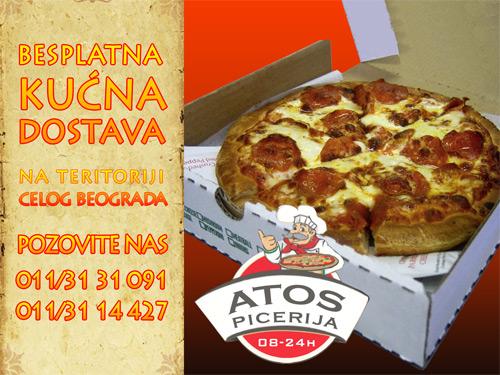 BESPLATNA
KUĆNA
DOSTAVA
NA TERITORIJI
CELOG BEOGRADA
POZOVITE NAS
011/31 31 091
011/31 14 427
ATOS
PICERIJA
08-24H